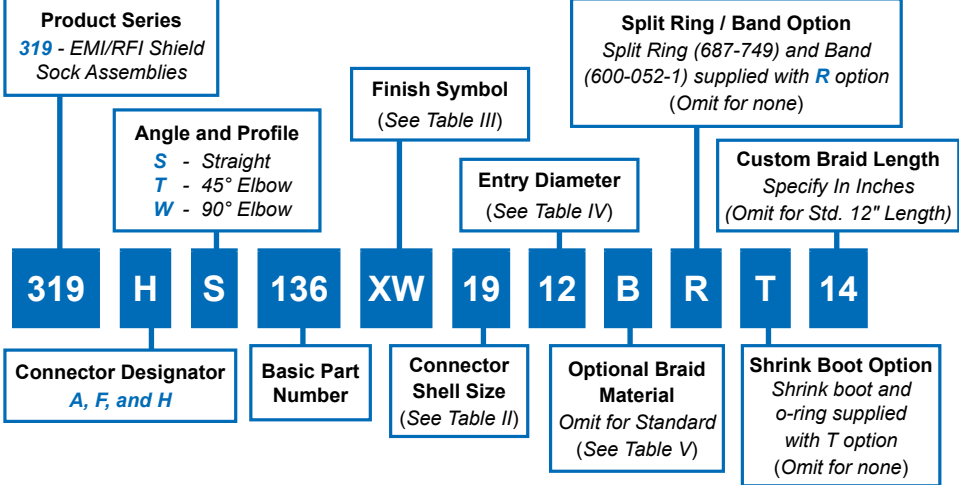 Product Series
319 - EMI/RFI Shield
Sock Assemblies
Angle and Profile
S - Straight
T - 45° Elbow
W - 90° Elbow
Finish Symbol
(See Table III)
Entry Diameter
(See Table IV)
Split Ring / Band Option
Split Ring (687-749) and Band
(600-052-1) supplied with R option
(Omit for none)
Custom Braid Length
Specify In Inches
(Omit for Std. 12" Length)
319 H S 136 XW 19 12 B R T 14
Connector Designator
A, F, and H
Basic Part
Number
Connector
Shell Size
(See Table II)
Optional Braid
Material
Omit for Standard
(See Table V)
Shrink Boot Option
Shrink boot and
o-ring supplied
with T option
(Omit for none)